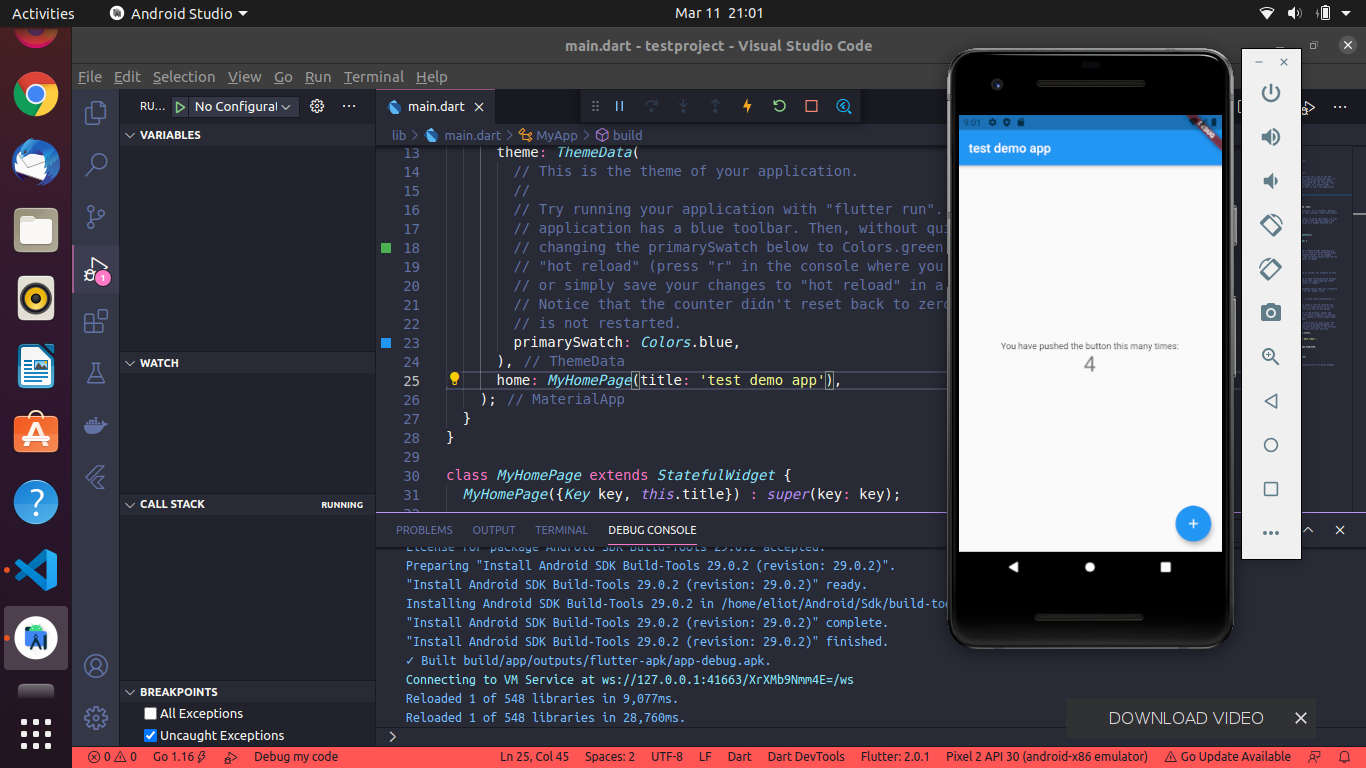 Activities
Android Studio
Mar 11 21:01
main.dart - testproject - Visual Studio Code
File Edit Selection View Go Run Terminal Help
RU...
No Configurat
main.dart
lib > main.dart > MyApp > build
VARIABLES
WATCH
CALL STACK
RUNNING
BREAKPOINTS
All Exceptions
Uncaught Exceptions
1
13 theme: ThemeData(
14 // This is the theme of your application.
15 //
16 // Try running your application with "flutter run".
17 // application has a blue toolbar. Then, without qui
18 // changing the primarySwatch below to Colors.green
19 // "hot reload" (press "r" in the console where you
20 // or simply save your changes to "hot reload" in a
21 // Notice that the counter didn't reset back to zero
22 // is not restarted.
23 primarySwatch: Colors.blue,
24 ), // ThemeData
25 home: MyHomePage(title: 'test demo app'),
26 ); // MaterialApp
27 }
28 }
29
30 class MyHomePage extends StatefulWidget {
31 MyHomePage({Key key, this.title}) : super(key: key);
PROBLEMS OUTPUT TERMINAL DEBUG CONSOLE
License for package Android SDK Build-Tools 29.0.2 accepted.
Preparing "Install Android SDK Build-Tools 29.0.2 (revision: 29.0.2)".
"Install Android SDK Build-Tools 29.0.2 (revision: 29.0.2)" ready.
Installing Android SDK Build-Tools 29.0.2 in /home/eliot/Android/Sdk/build-too
"Install Android SDK Build-Tools 29.0.2 (revision: 29.0.2)" complete.
"Install Android SDK Build-Tools 29.0.2 (revision: 29.0.2)" finished.
✓ Built build/app/outputs/flutter-apk/app-debug.apk.
Connecting to VM Service at ws://127.0.0.1:41663/XrXMb9Nmm4E=/ws
Reloaded 1 of 548 libraries in 9,077ms.
Reloaded 1 of 548 libraries in 28,760ms.
9:01
DEBUG
test demo app
You have pushed the button this many times:
4
+
DOWNLOAD VIDEO
0 0 Go 1.16 Debug my code Ln 25, Col 45 Spaces: 2 UTF-8 LF Dart Dart DevTools Flutter: 2.0.1 Pixel 2 API 30 (android-x86 emulator) Go Update Available